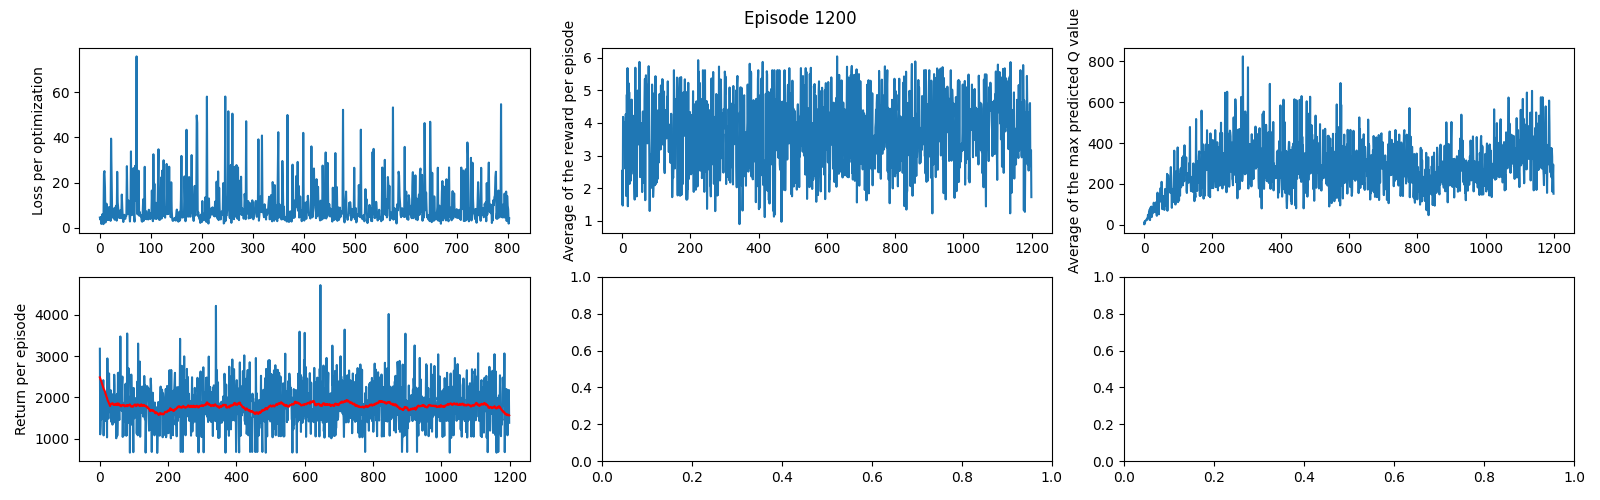 Episode 1200
Loss per optimization
60
40
20
0
0 100 200 300 400 500 600 700 800
Average of the reward per episode
6
5
4
3
2
1
0 200 400 600 800 1000 1200
Average of the max predicted Q value
800
600
400
200
0
0 200 400 600 800 1000 1200
Return per episode
4000
3000
2000
1000
0 200 400 600 800 1000 1200
1.0
0.8
0.6
0.4
0.2
0.0
0.0 0.2 0.4 0.6 0.8 1.0
1.0
0.8
0.6
0.4
0.2
0.0
0.0 0.2 0.4 0.6 0.8 1.0